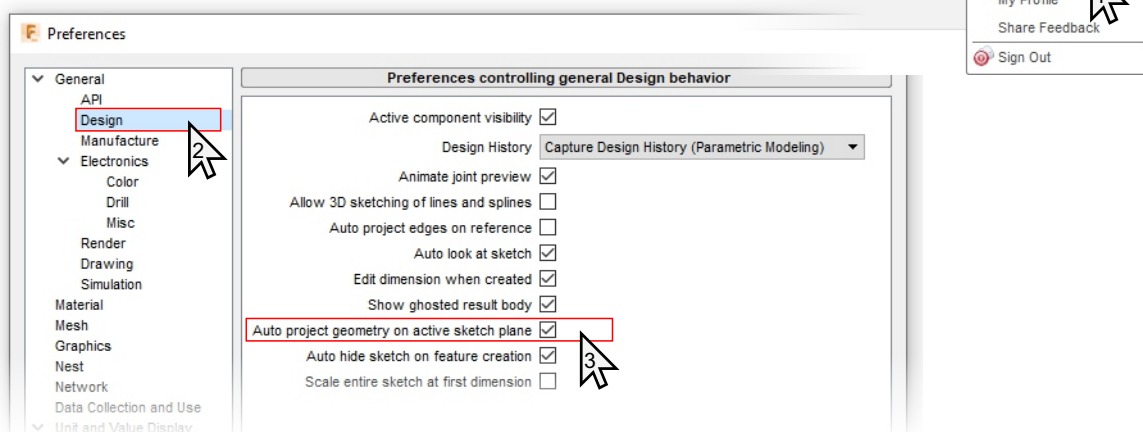 My Profile
1
Share Feedback
Sign Out
F Preferences
General
API
Design
2
Manufacture
Electronics
Color
Drill
Misc
Render
Drawing
Simulation
Material
Mesh
Graphics
Nest
Network
Data Collection and Use
Unit and Value Display
Preferences controlling general Design behavior
Active component visibility
Design History Capture Design History (Parametric Modeling)
Animate joint preview
Allow 3D sketching of lines and splines
Auto project edges on reference
Auto look at sketch
Edit dimension when created
Show ghosted result body
Auto project geometry on active sketch plane
3
Auto hide sketch on feature creation
Scale entire sketch at first dimension